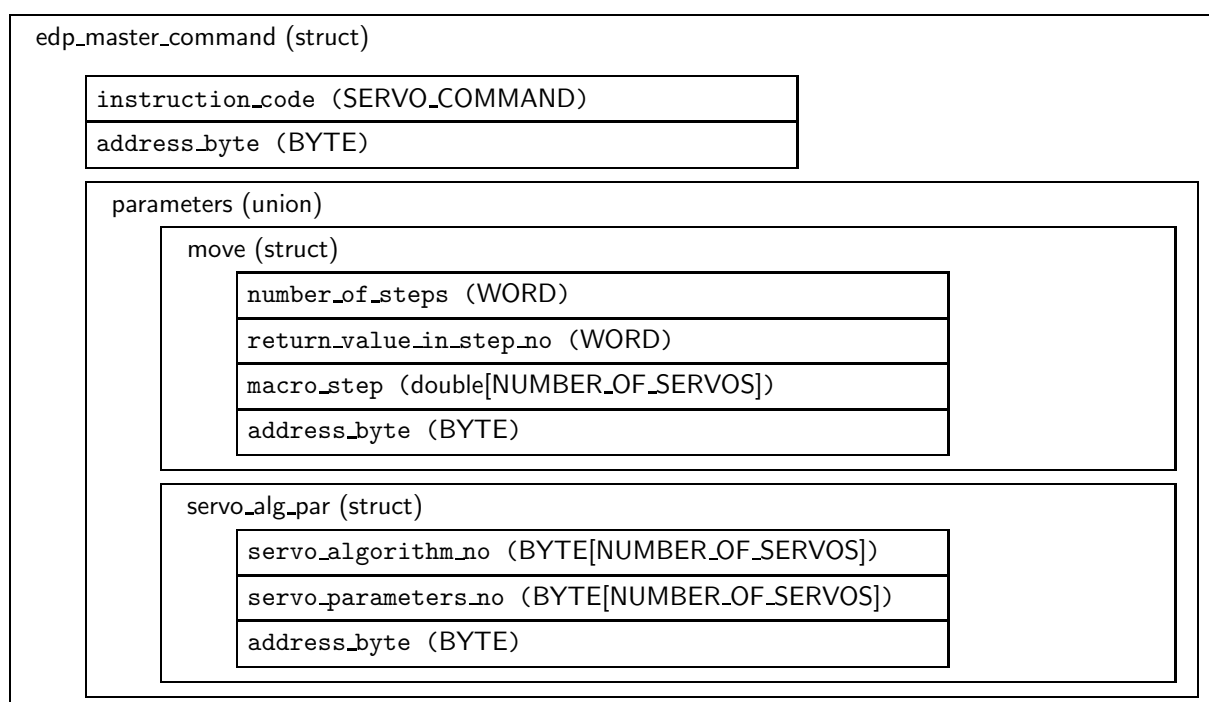 edp_master_command (struct)
instruction_code (SERVO_COMMAND)
address_byte (BYTE)
parameters (union)
move (struct)
number_of_steps (WORD)
return_value_in_step_no (WORD)
macro_step (double[NUMBER_OF_SERVOS])
address_byte (BYTE)
servo_alg_par (struct)
servo_algorithm_no (BYTE[NUMBER_OF_SERVOS])
servo_parameters_no (BYTE[NUMBER_OF_SERVOS])
address_byte (BYTE)